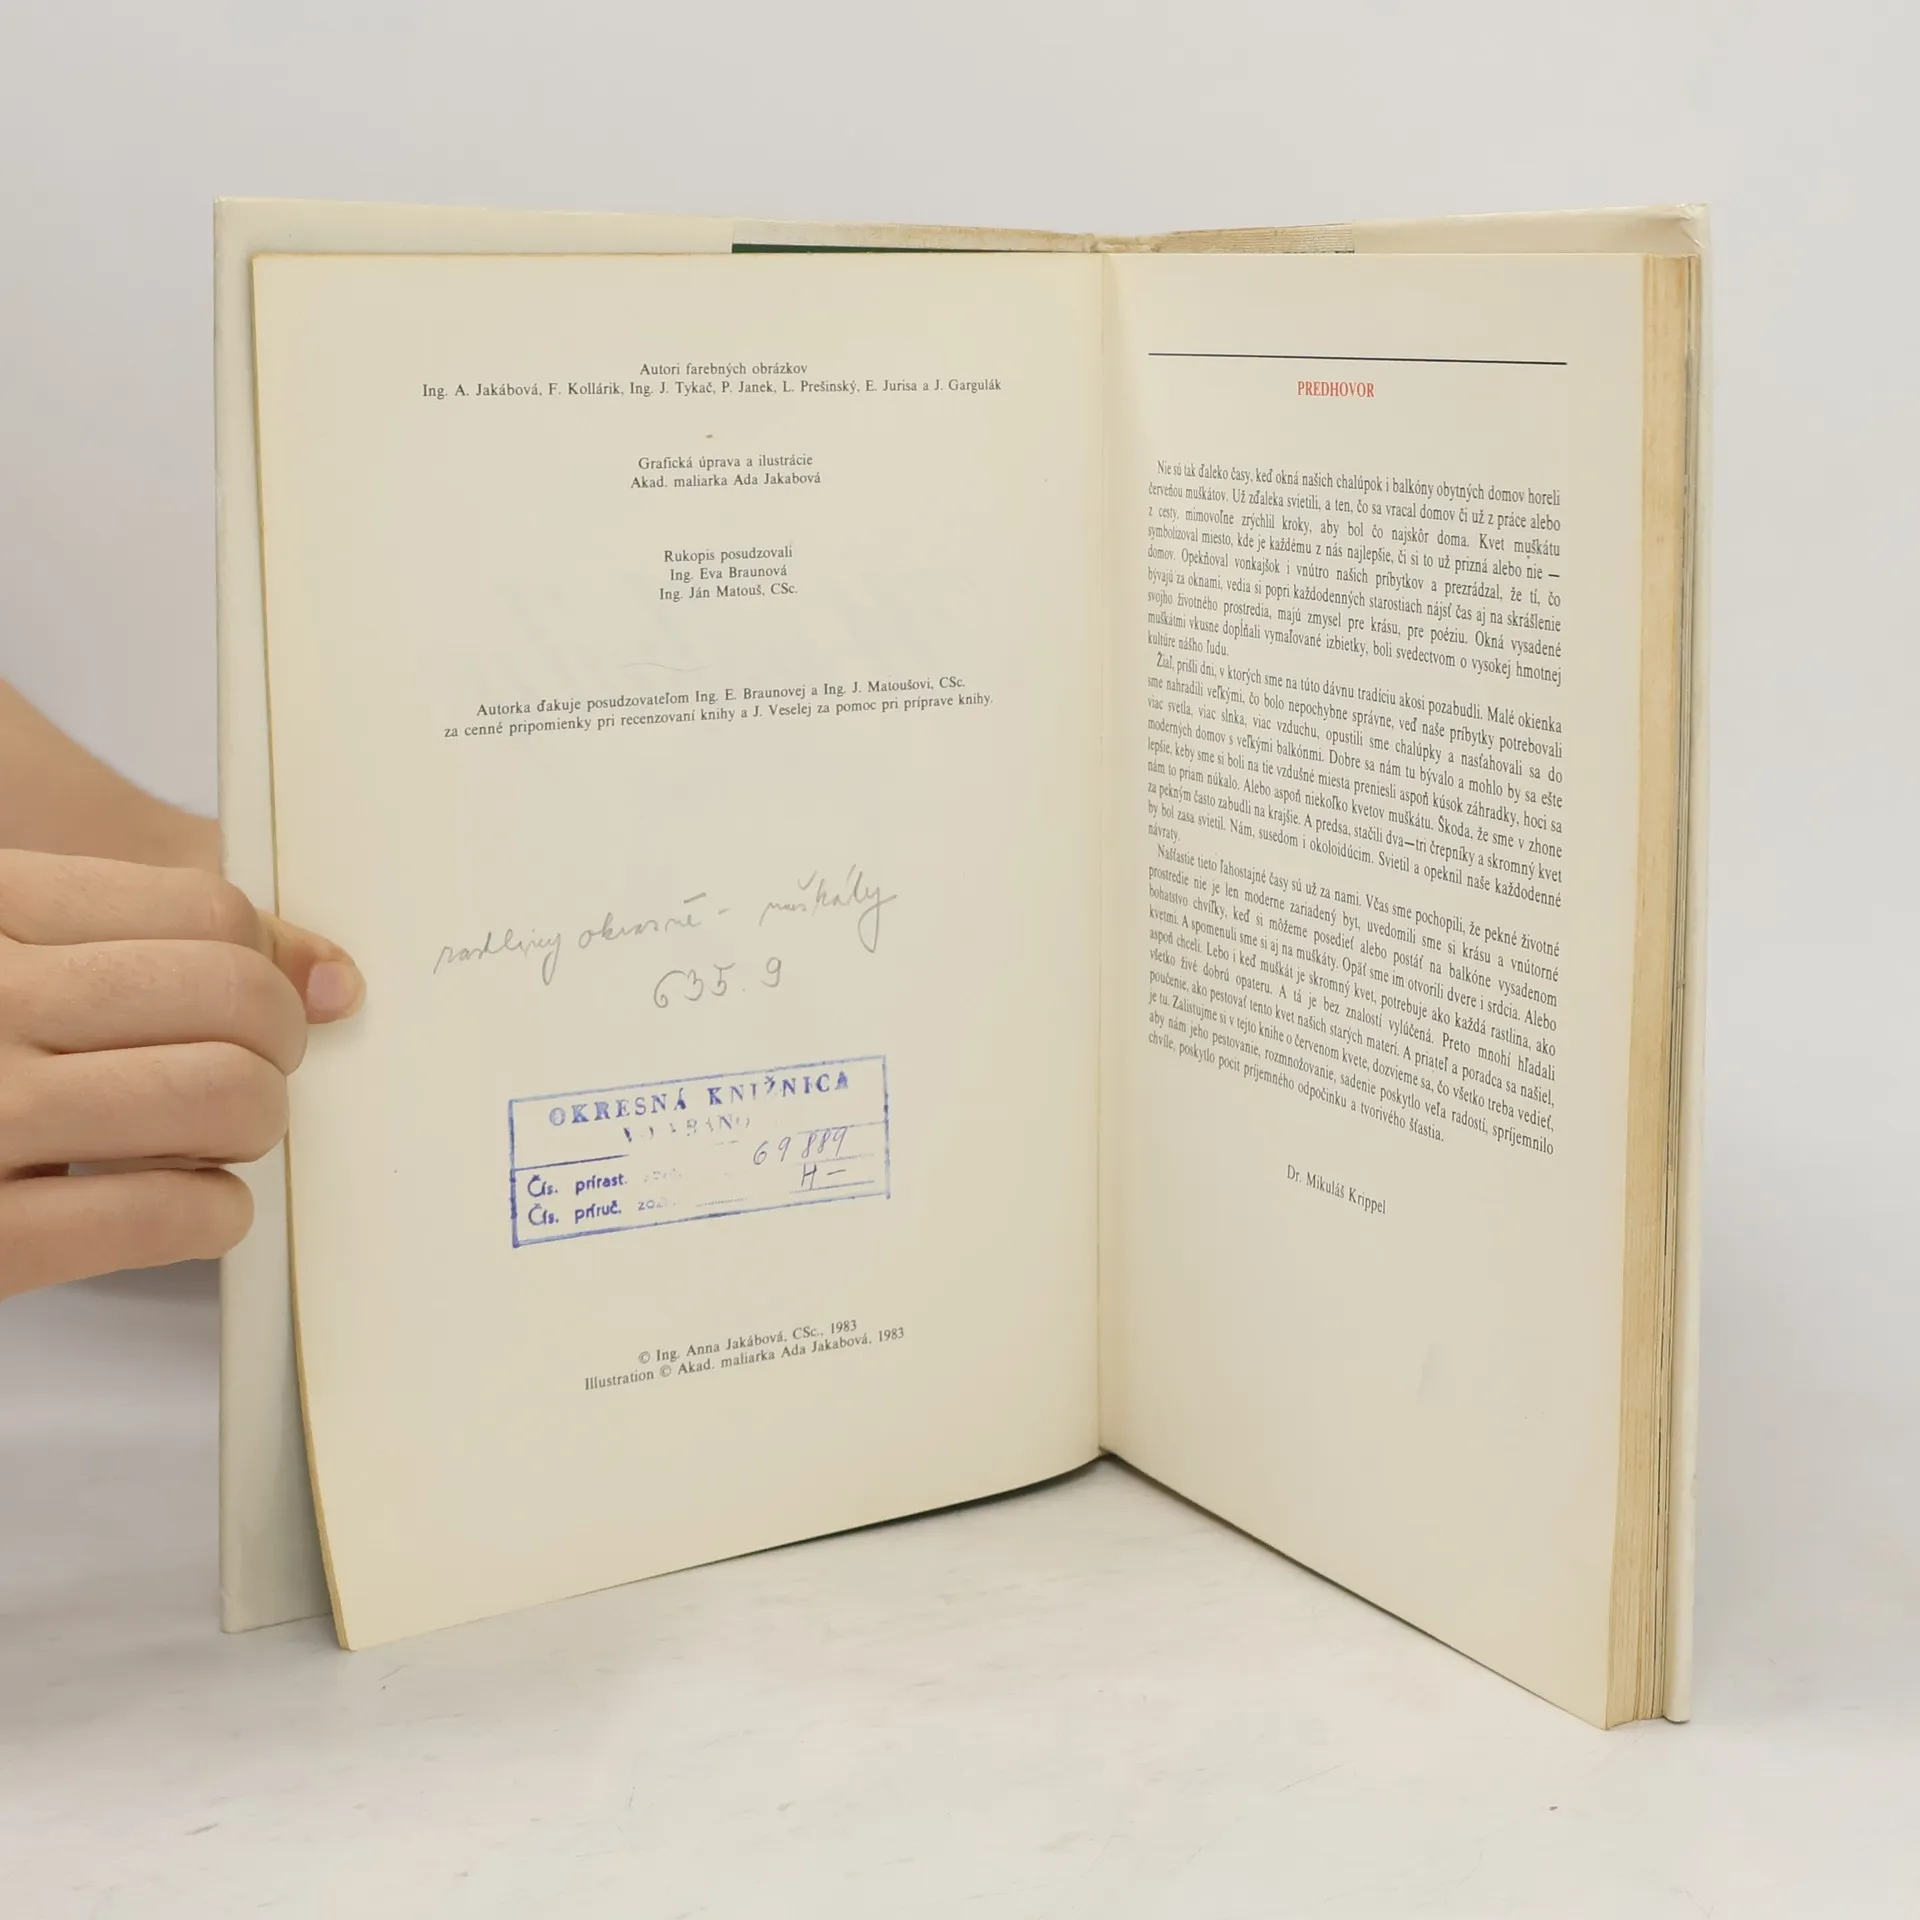 Autori farebných obrázkov
Ing. A. Jakábová, F. Kollárik, Ing. J. Tykač, P. Janek, L. Prešinský, E. Jurisa a J. Gargulák
Grafická úprava a ilustrácie
Akad. maliarka Ada Jakabová
Rukopis posudzovali
Ing. Eva Braunová
Ing. Ján Matouš, CSc.
Autorka ďakuje posudzovateľom Ing. E. Braunovej a Ing. J. Matoušovi, CSc.
za cenné pripomienky pri recenzovaní knihy a J. Veselej za pomoc pri príprave knihy.
rastliny okrasné - muškáty
635.9
OKRESNÁ KNIŽNICA
69889
Čís. prírast.
H-
Čís. príruč.
© Ing. Anna Jakábová, CSc., 1983
Illustration © Akad. maliarka Ada Jakabová, 1983
PREDHOVOR
Nie sú tak ďaleko časy, keď okná našich chalúpok i balkóny obytných domov horeli
červeňou muškátov. Už zďaleka svietili, a ten, čo sa vracal domov či už z práce alebo
z cesty, mimovoľne zrýchlil kroky, aby bol čo najskôr doma. Kvet muškátu
symbolizoval miesto, kde je každému z nás najlepšie, či si to už prizná alebo nie —
domov. Opekňoval vonkajšok i vnútro našich príbytkov a prezrádzal, že tí, čo
bývajú za oknami, vedia si popri každodenných starostiach nájsť čas aj na skrášlenie
svojho životného prostredia, majú zmysel pre krásu, pre poéziu. Okná vysadené
muškátmi vkusne dopĺňali vymaľované izbietky, boli svedectvom o vysokej hmotnej
kultúre nášho ľudu.
Žiaľ, prišli dni, v ktorých sme na túto dávnu tradíciu akosi pozabudli. Malé okienka
sme nahradili veľkými, čo bolo nepochybne správne, veď naše príbytky potrebovali
viac svetla, viac slnka, viac vzduchu, opustili sme chalúpky a nasťahovali sa do
moderných domov s veľkými balkónmi. Dobre sa nám tu bývalo a mohlo by sa ešte
lepšie, keby sme si boli na tie vzdušné miesta preniesli aspoň kúsok záhradky, hoci sa
nám to priam núkalo. Alebo aspoň niekoľko kvetov muškátu. Škoda, že sme v zhone
za pekným často zabudli na krajšie. A predsa, stačili dva—tri črepníky a skromný kvet
by bol zasa svietil. Nám, susedom i okoloidúcim. Svietil a opeknil naše každodenné
návraty.
Našťastie tieto ľahostajné časy sú už za nami. Včas sme pochopili, že pekné životné
prostredie nie je len moderne zariadený byt, uvedomili sme si krásu a vnútorné
bohatstvo chvíľky, keď si môžeme posedieť alebo postáť na balkóne vysadenom
kvetmi. A spomenuli sme si aj na muškáty. Opäť sme im otvorili dvere i srdcia. Alebo
aspoň chceli. Lebo i keď muškát je skromný kvet, potrebuje ako každá rastlina, ako
všetko živé dobrú opateru. A tá je bez znalostí vylúčená. Preto mnohí hľadali
poučenie, ako pestovať tento kvet našich starých materí. A priateľ a poradca sa našiel,
je tu. Zalistujme si v tejto knihe o červenom kvete, dozvieme sa, čo všetko treba vedieť,
aby nám jeho pestovanie, rozmnožovanie, sadenie poskytlo veľa radosti, spríjemnilo
chvíle, poskytlo pocit príjemného odpočinku a tvorivého šťastia.
Dr. Mikuláš Krippel